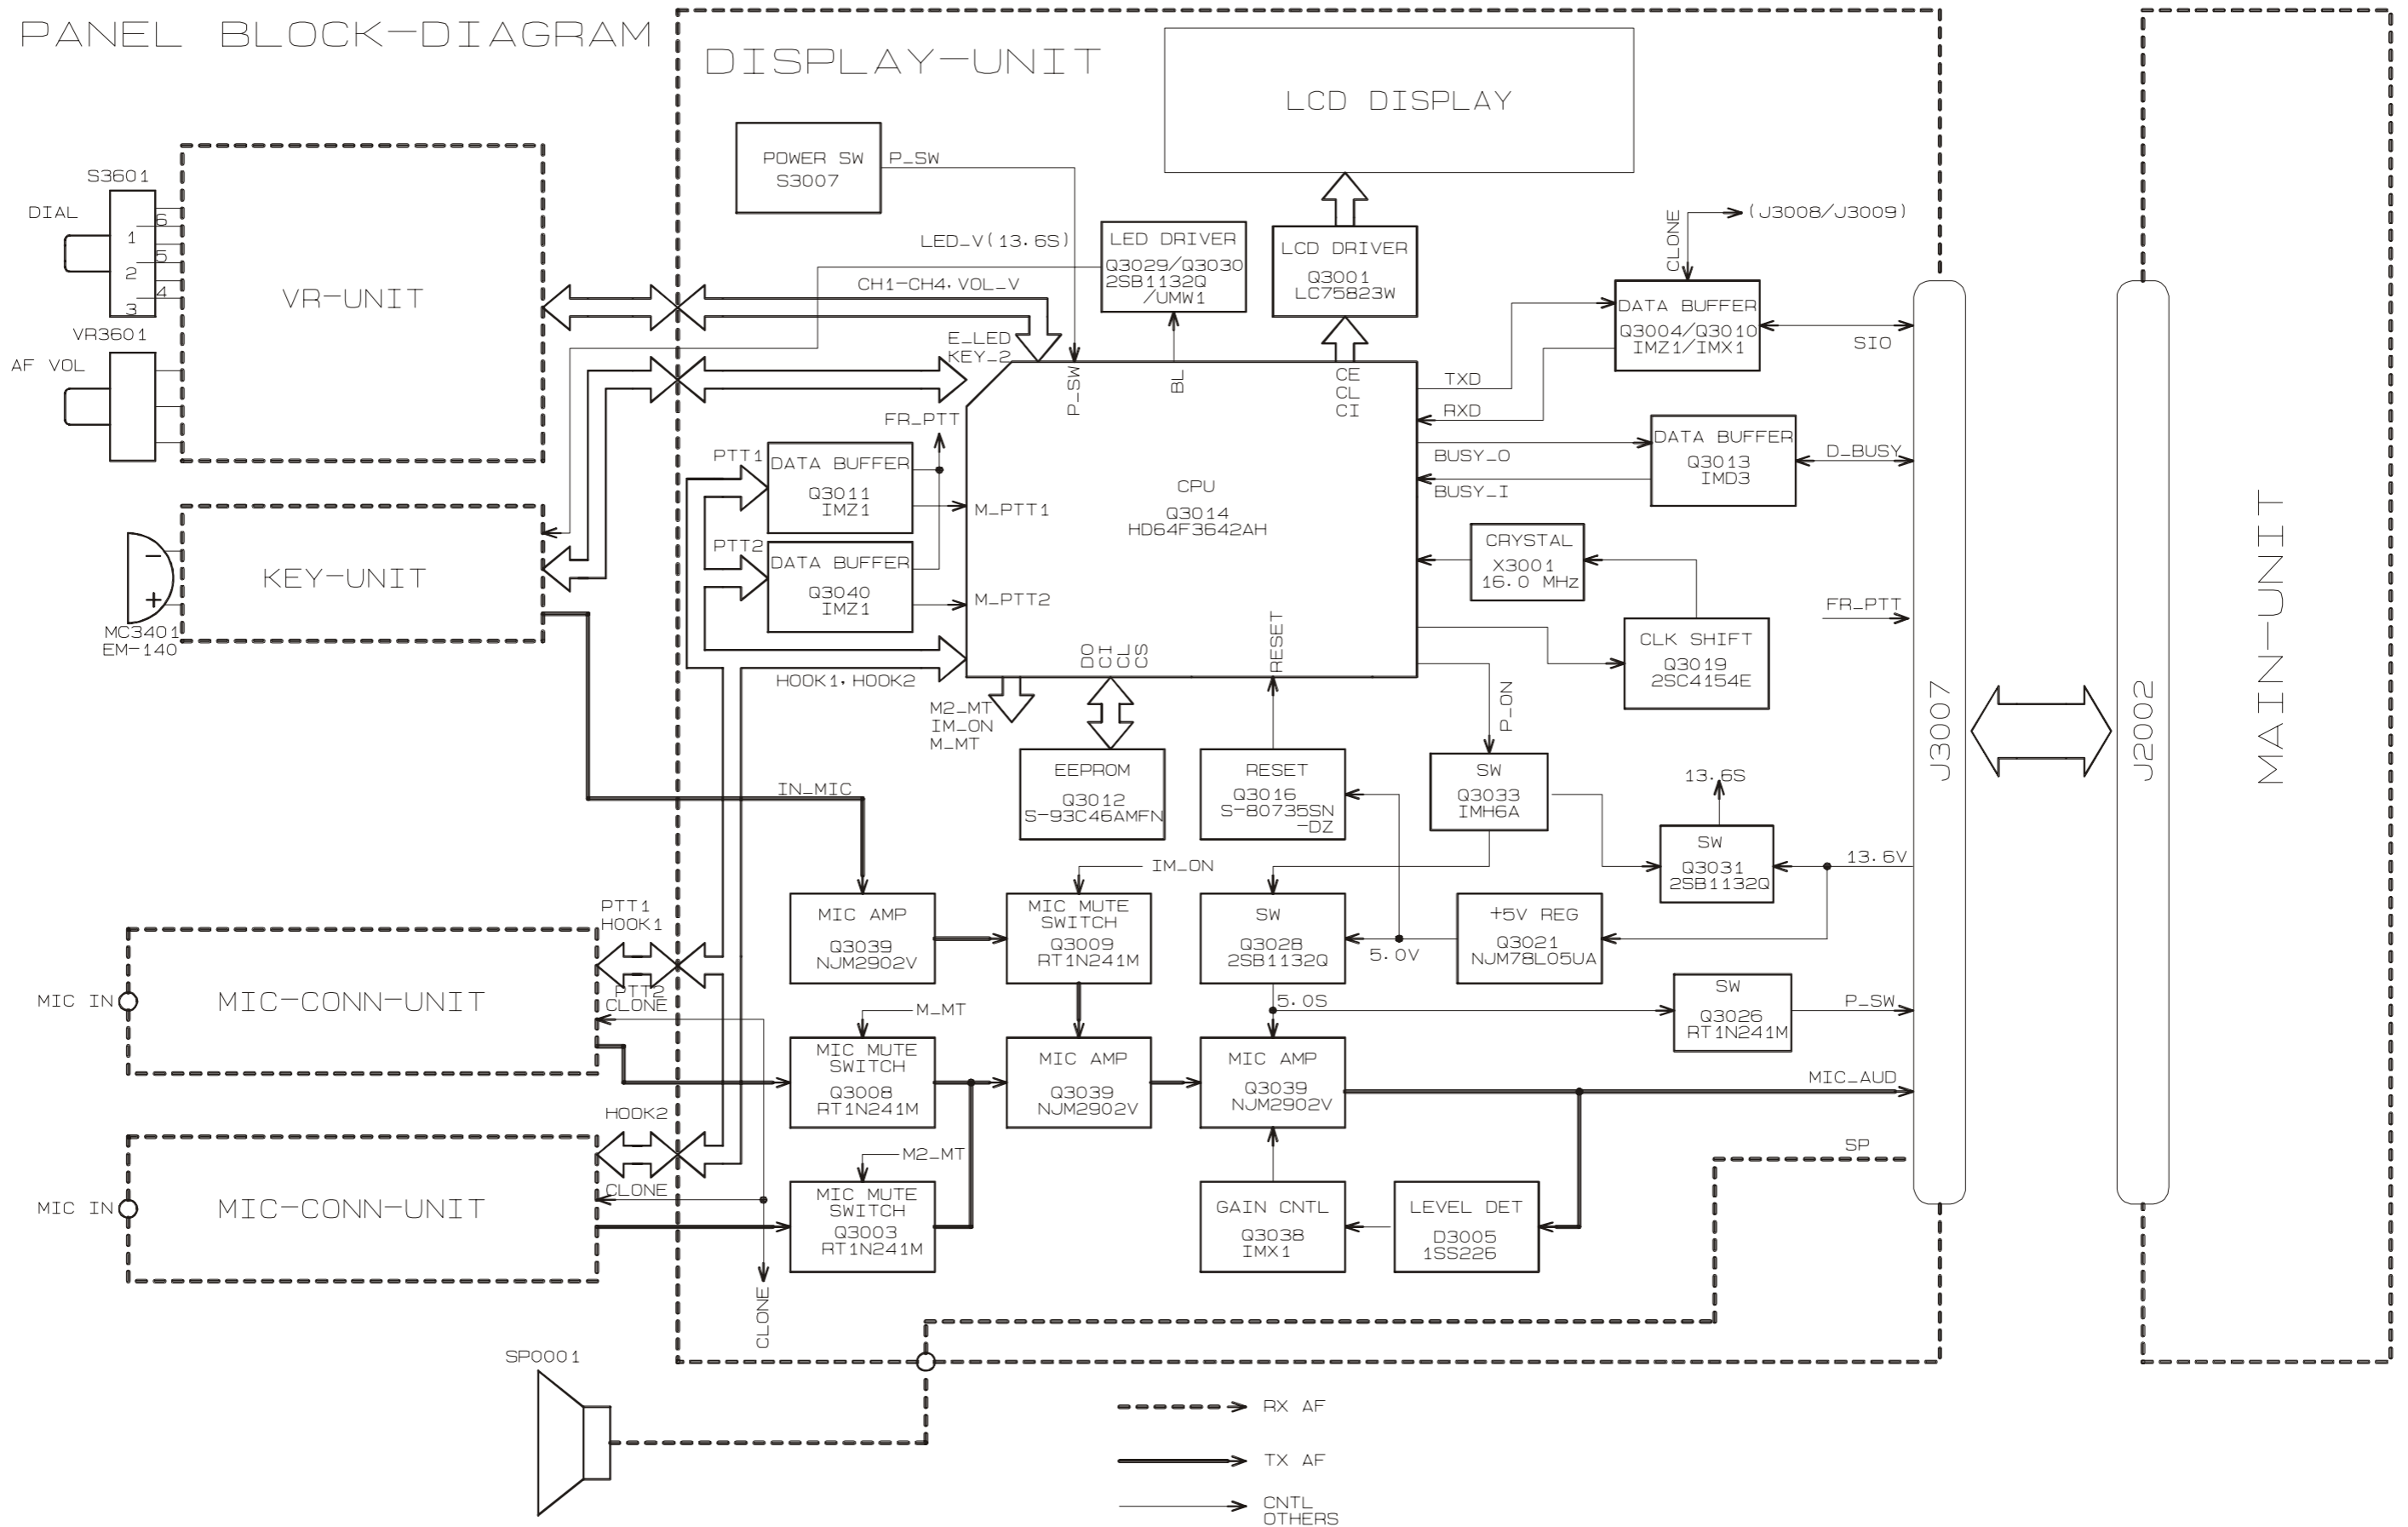 PANEL BLOCK-DIAGRAM
DISPLAY-UNIT
LCD DISPLAY
POWER SW
S3007
P_SW
S3601
DIAL
6
1
5
2
4
3
VR3601
AF VOL
VR-UNIT
LED_V(13.6S)
CH1-CH4, VOL_V
LED DRIVER
Q3029/Q3030
2SB1132Q
/UMW1
LCD DRIVER
Q3001
LC75823W
CLONE
(J3008/J3009)
DATA BUFFER
Q3004/Q3010
IMZ1/IMX1
SIO
E_LED
KEY_2
P_SW
BL
CE
CL
CI
TXD
RXD
FR_PTT
PTT1
DATA BUFFER
Q3011
IMZ1
M_PTT1
PTT2
DATA BUFFER
Q3040
IMZ1
M_PTT2
CPU
Q3014
HD64F3642AH
BUSY_O
BUSY_I
DATA BUFFER
Q3013
IMD3
D_BUSY
CRYSTAL
X3001
16.0 MHz
CLK SHIFT
Q3019
2SC4154E
FR_PTT
MC3401
EM-140
KEY-UNIT
HOOK1, HOOK2
DO
CI
CL
CS
RESET
M2_MT
IM_ON
M_MT
P_ON
J3007
J2002
MAIN-UNIT
EEPROM
Q3012
S-93C46AMFN
RESET
Q3016
S-80735SN
-DZ
SW
Q3033
IMH6A
13.6S
SW
Q3031
2SB1132Q
13.6V
IN_MIC
IM_ON
MIC AMP
Q3039
NJM2902V
MIC MUTE
SWITCH
Q3009
RT1N241M
SW
Q3028
2SB1132Q
5.0V
+5V REG
Q3021
NJM78L05UA
PTT1
HOOK1
PTT2
CLONE
MIC IN
MIC-CONN-UNIT
5.0S
SW
Q3026
RT1N241M
P_SW
M_MT
MIC MUTE
SWITCH
Q3008
RT1N241M
MIC AMP
Q3039
NJM2902V
MIC AMP
Q3039
NJM2902V
MIC_AUD
HOOK2
CLONE
MIC IN
MIC-CONN-UNIT
M2_MT
MIC MUTE
SWITCH
Q3003
RT1N241M
GAIN CNTL
Q3038
IMX1
LEVEL DET
D3005
1SS226
SP
CLONE
SP0001
RX AF
TX AF
CNTL
OTHERS